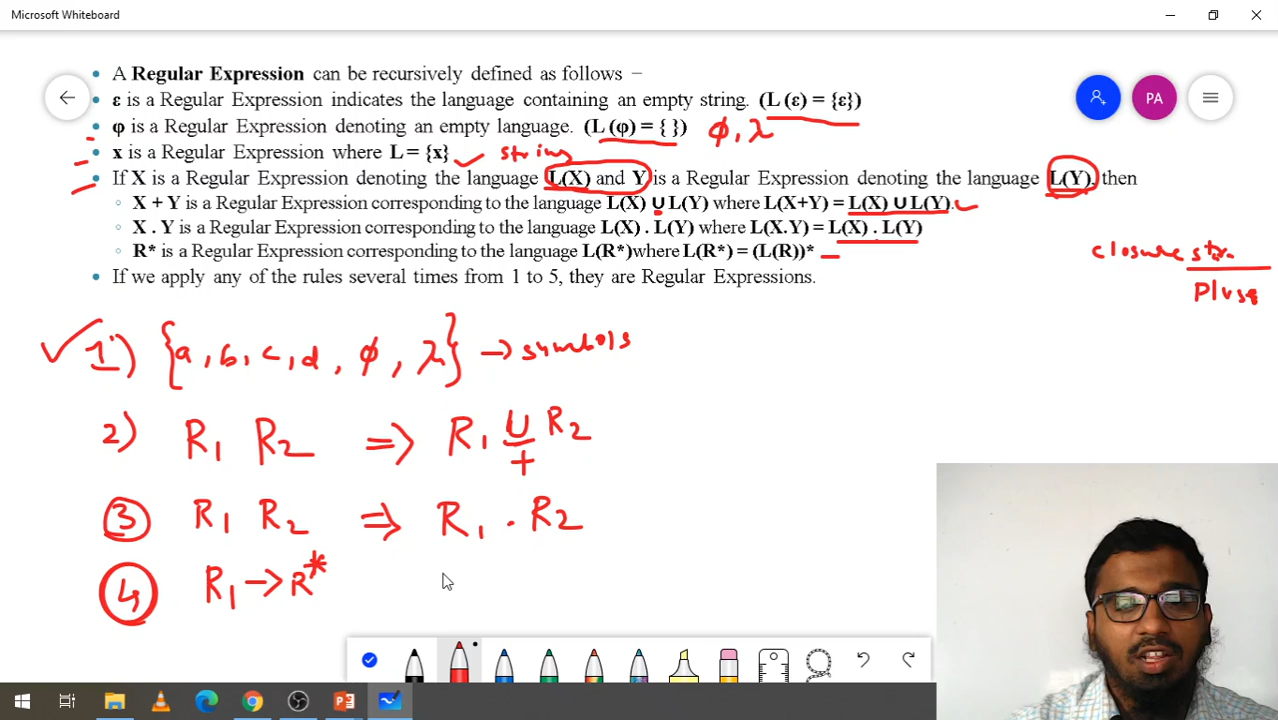 Microsoft Whiteboard
• A Regular Expression can be recursively defined as follows −
• ε is a Regular Expression indicates the language containing an empty string. (L (ε) = {ε})
• φ is a Regular Expression denoting an empty language. (L (φ) = { }) ϕ, λ
• x is a Regular Expression where L = {x} ✓ string
• If X is a Regular Expression denoting the language L(X) and Y is a Regular Expression denoting the language L(Y), then
◦ X + Y is a Regular Expression corresponding to the language L(X) ∪ L(Y) where L(X+Y) = L(X) ∪ L(Y). ✓
◦ X . Y is a Regular Expression corresponding to the language L(X) . L(Y) where L(X.Y) = L(X) . L(Y)
◦ R* is a Regular Expression corresponding to the language L(R*)where L(R*) = (L(R))*
• If we apply any of the rules several times from 1 to 5, they are Regular Expressions.
PA
closure
✓ 1) {a, b, c, d, ϕ, λ} → symbols
2) R1 R2 ⇒ R1 ∪ R2
+
3 R1 R2 ⇒ R1 . R2
4 R1 → R*